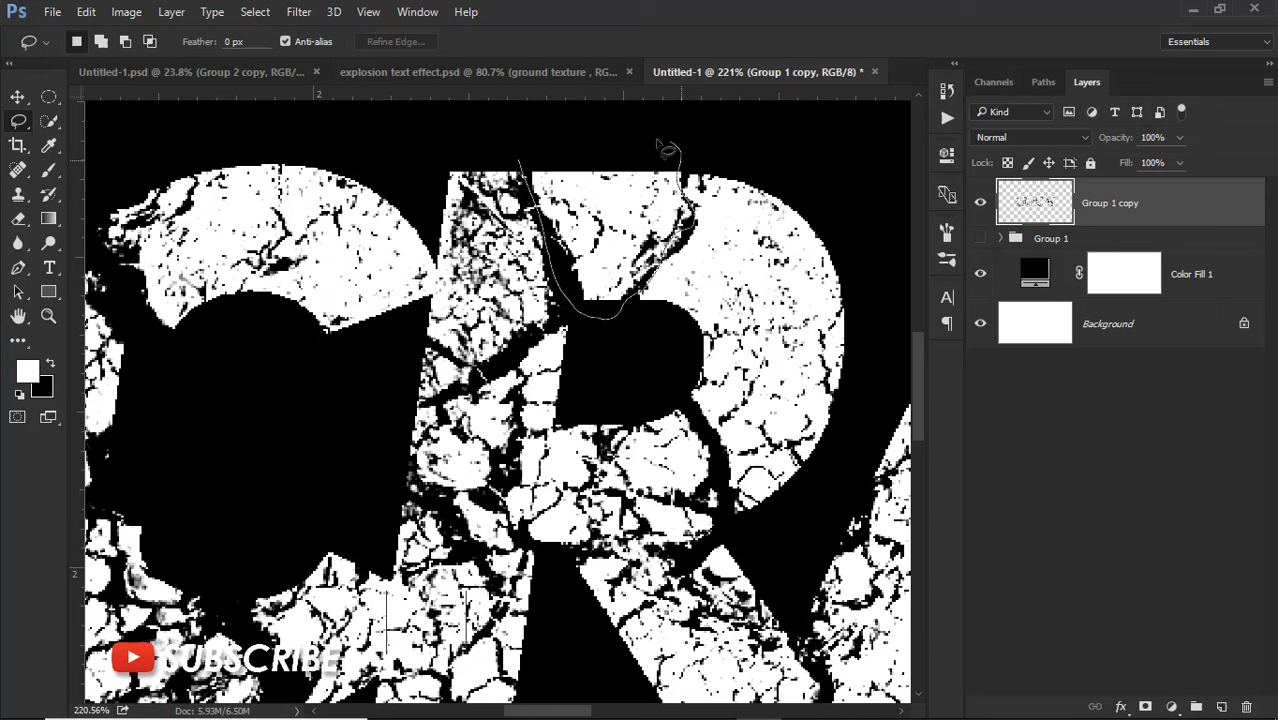 Ps File Edit Image Layer Type Select Filter 3D View Window Help
Feather: 0 px Anti-alias Refine Edge... Essentials
Untitled-1.psd @ 23.8% (Group 2 copy, RGB/... × explosion text effect.psd @ 80.7% (ground texture , RG... × Untitled-1 @ 221% (Group 1 copy, RGB/8) * ×
Channels Paths Layers
2
Kind
Normal Opacity: 100%
Lock: Fill: 100%
Group 1 copy
Group 1
Color Fill 1
Background
2
SUBSCRIBE
220.56% Doc: 5.93M/6.50M